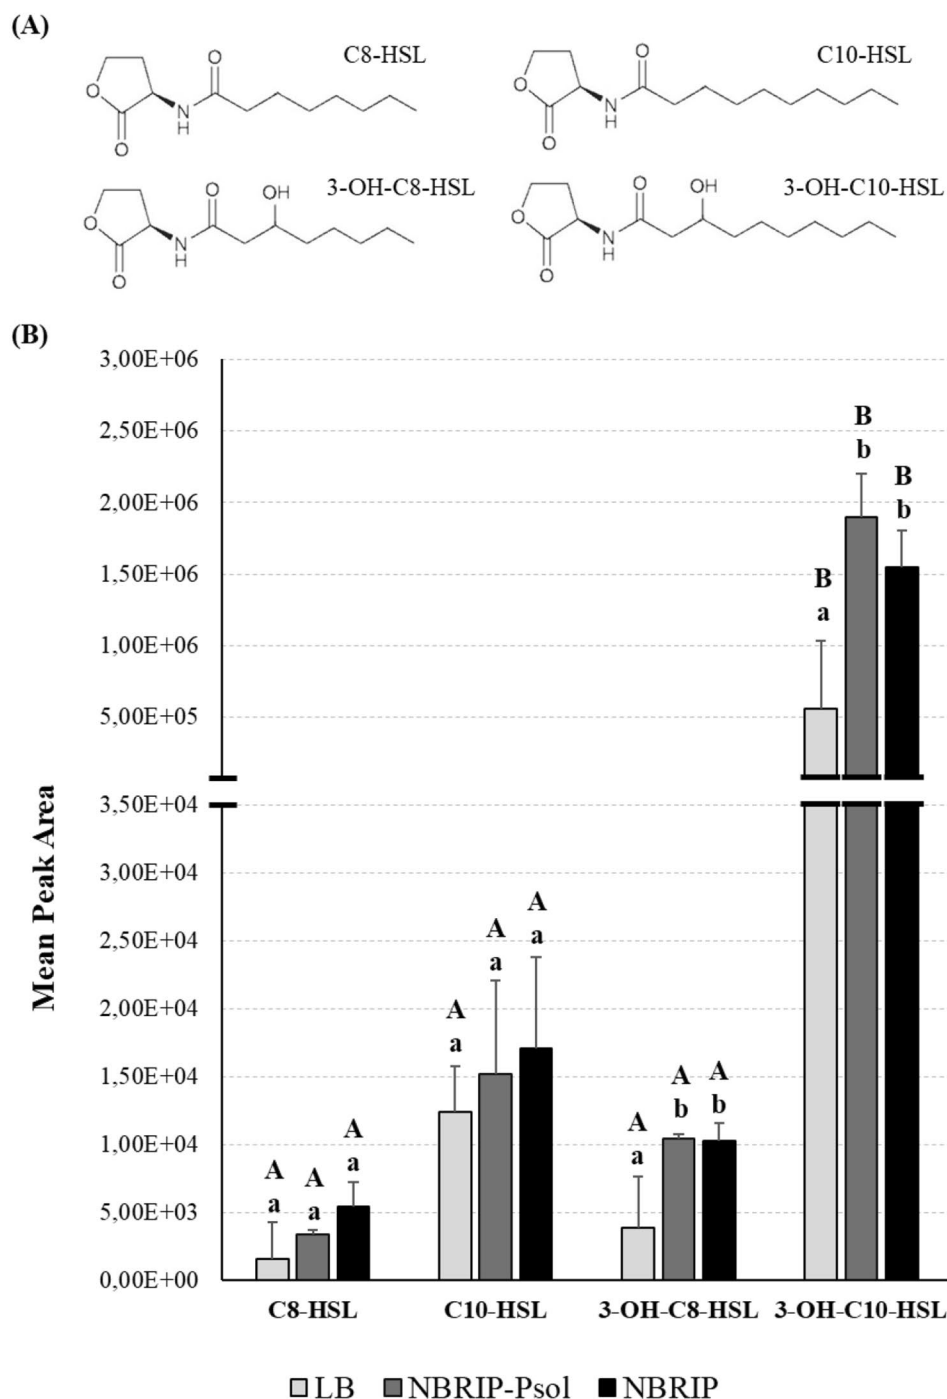 (A)
C8-HSL
C10-HSL
O
O
N
H
O
O
O
N
H
O
3-OH-C8-HSL
3-OH-C10-HSL
O
OH
O
N
H
O
O
OH
O
N
H
O
(B)
Mean Peak Area
3,00E+06
2,50E+06
2,00E+06
1,50E+06
1,00E+06
5,00E+05
3,50E+04
3,00E+04
2,50E+04
2,00E+04
1,50E+04
1,00E+04
5,00E+03
0,00E+00
A
a
A
a
A
a
A
a
A
a
A
a
A
a
A
b
A
b
B
a
B
b
B
b
C8-HSL C10-HSL 3-OH-C8-HSL 3-OH-C10-HSL
LB NBRIP-Psol NBRIP